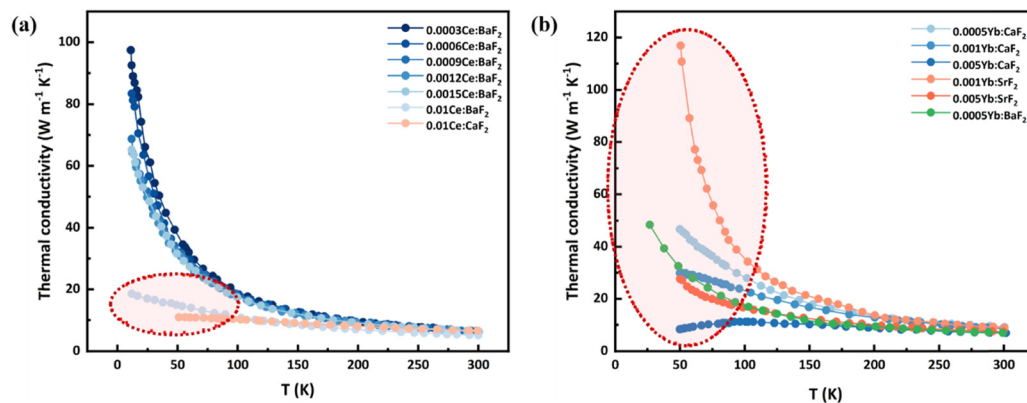 (a)
100
80
60
40
20
0
Thermal conductivity (W m⁻¹ K⁻¹)
0 50 100 150 200 250 300
T (K)
0.0003Ce:BaF₂
0.0006Ce:BaF₂
0.0009Ce:BaF₂
0.0012Ce:BaF₂
0.0015Ce:BaF₂
0.01Ce:BaF₂
0.01Ce:CaF₂
(b)
120
100
80
60
40
20
0
Thermal conductivity (W m⁻¹ K⁻¹)
0 50 100 150 200 250 300
T (K)
0.0005Yb:CaF₂
0.001Yb:CaF₂
0.005Yb:CaF₂
0.001Yb:SrF₂
0.005Yb:SrF₂
0.0005Yb:BaF₂